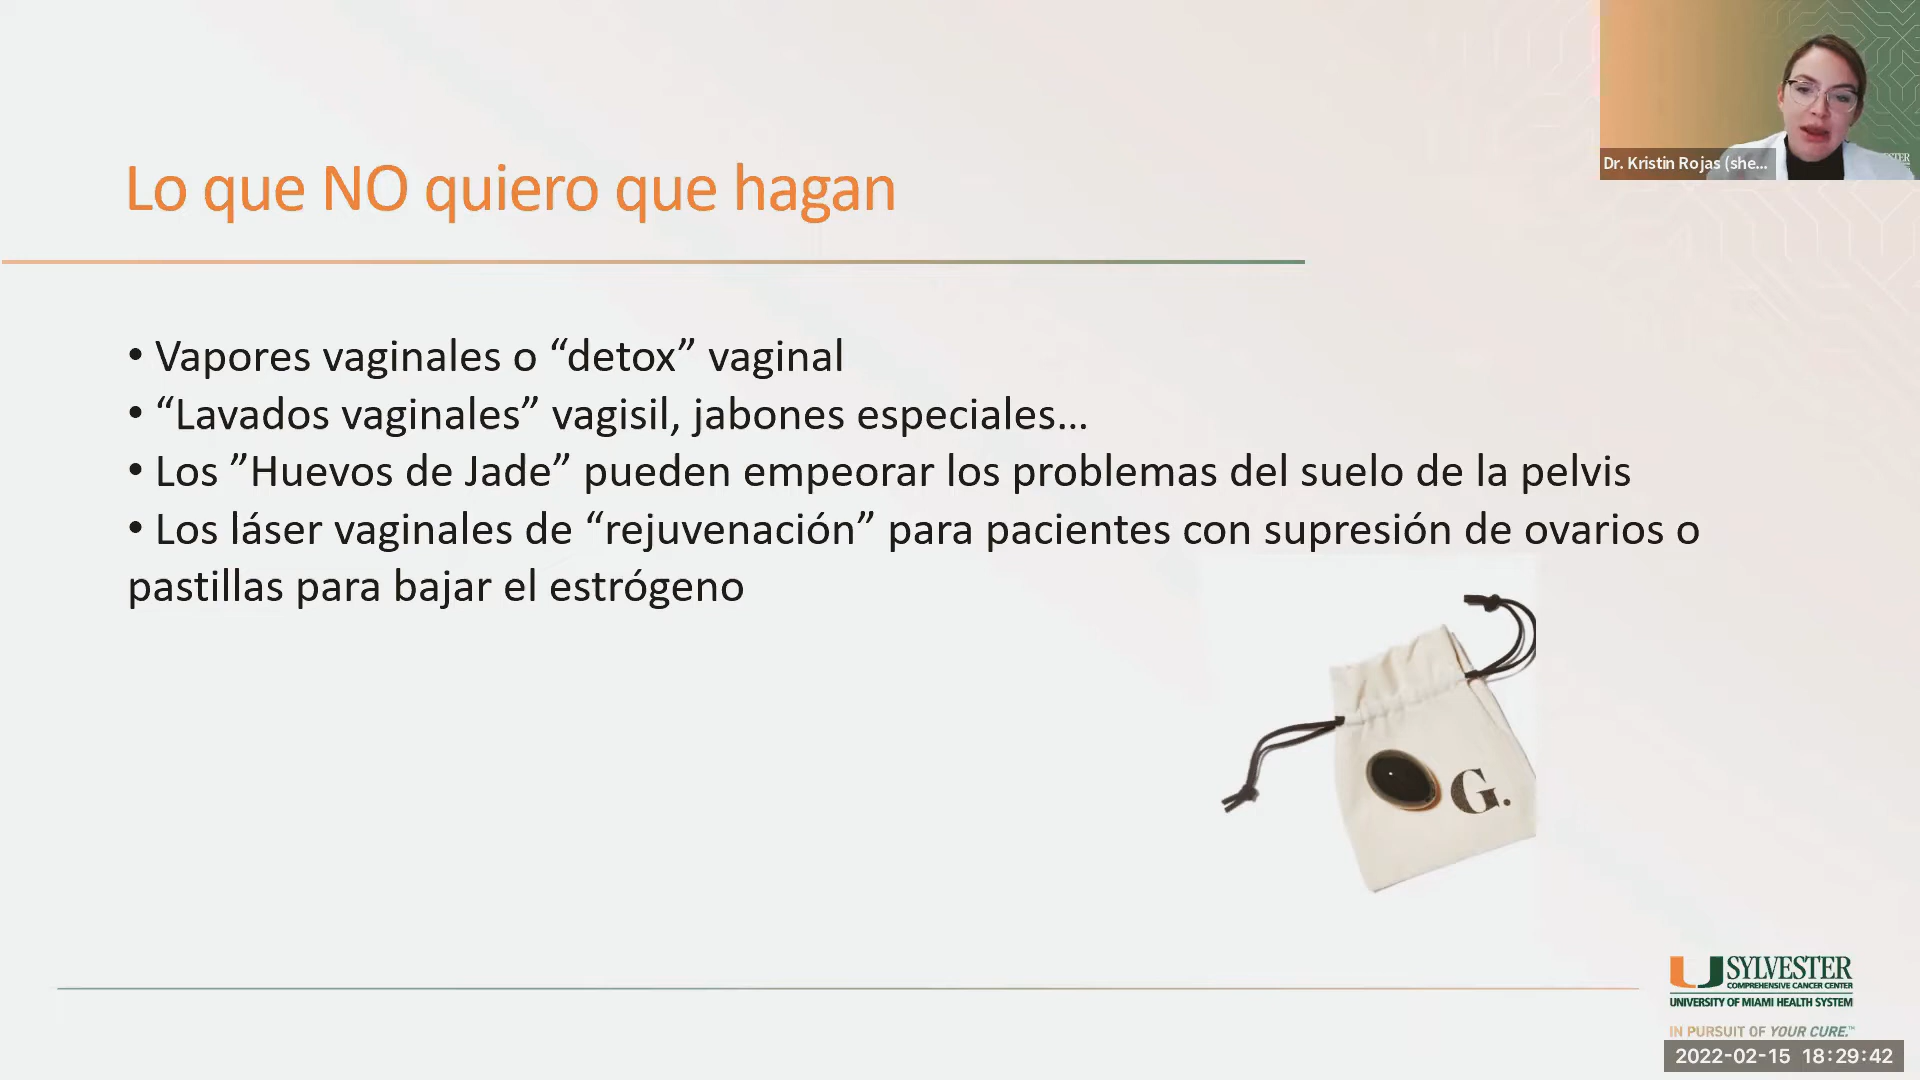 Dr. Kristin Rojas (she...
Lo que NO quiero que hagan
• Vapores vaginales o “detox” vaginal
• “Lavados vaginales” vagisil, jabones especiales...
• Los ”Huevos de Jade” pueden empeorar los problemas del suelo de la pelvis
• Los láser vaginales de “rejuvenación” para pacientes con supresión de ovarios o
pastillas para bajar el estrógeno
G.
SYLVESTER
COMPREHENSIVE CANCER CENTER
UNIVERSITY OF MIAMI HEALTH SYSTEM
IN PURSUIT OF YOUR CURE.™
2022-02-15 18:29:42